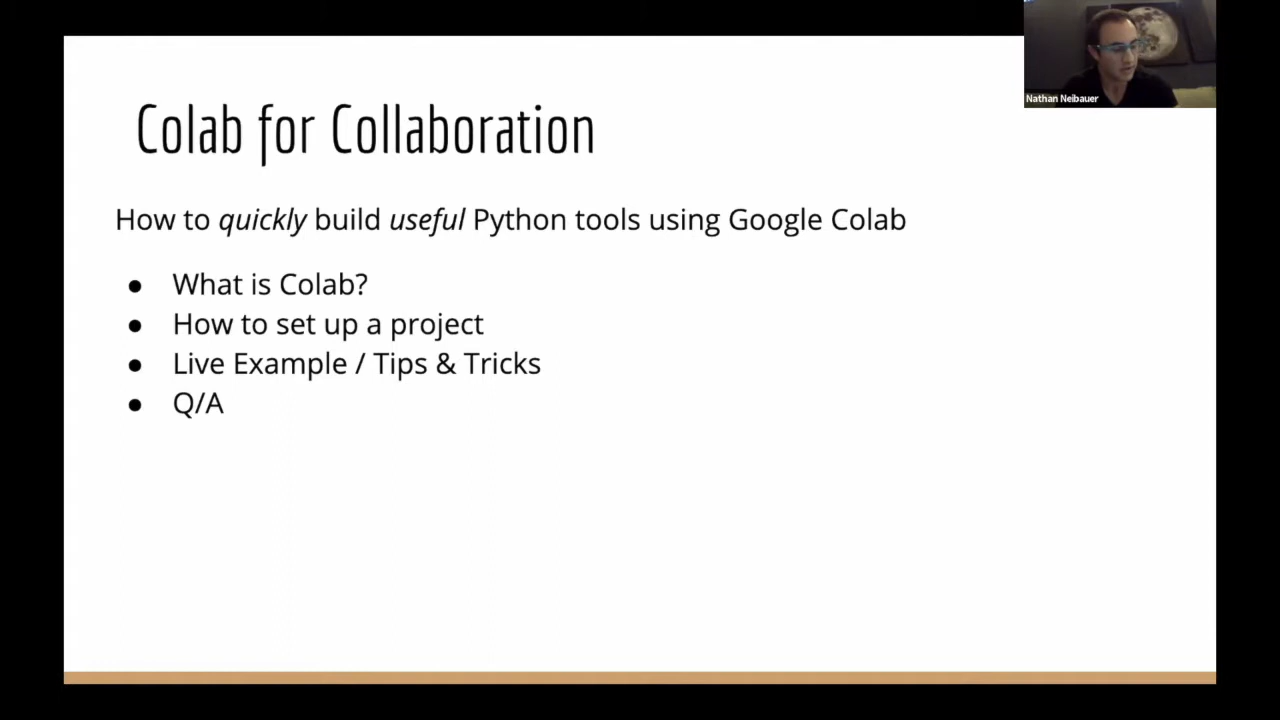 Nathan Neibauer
Colab for Collaboration
How to quickly build useful Python tools using Google Colab
● What is Colab?
● How to set up a project
● Live Example / Tips & Tricks
● Q/A